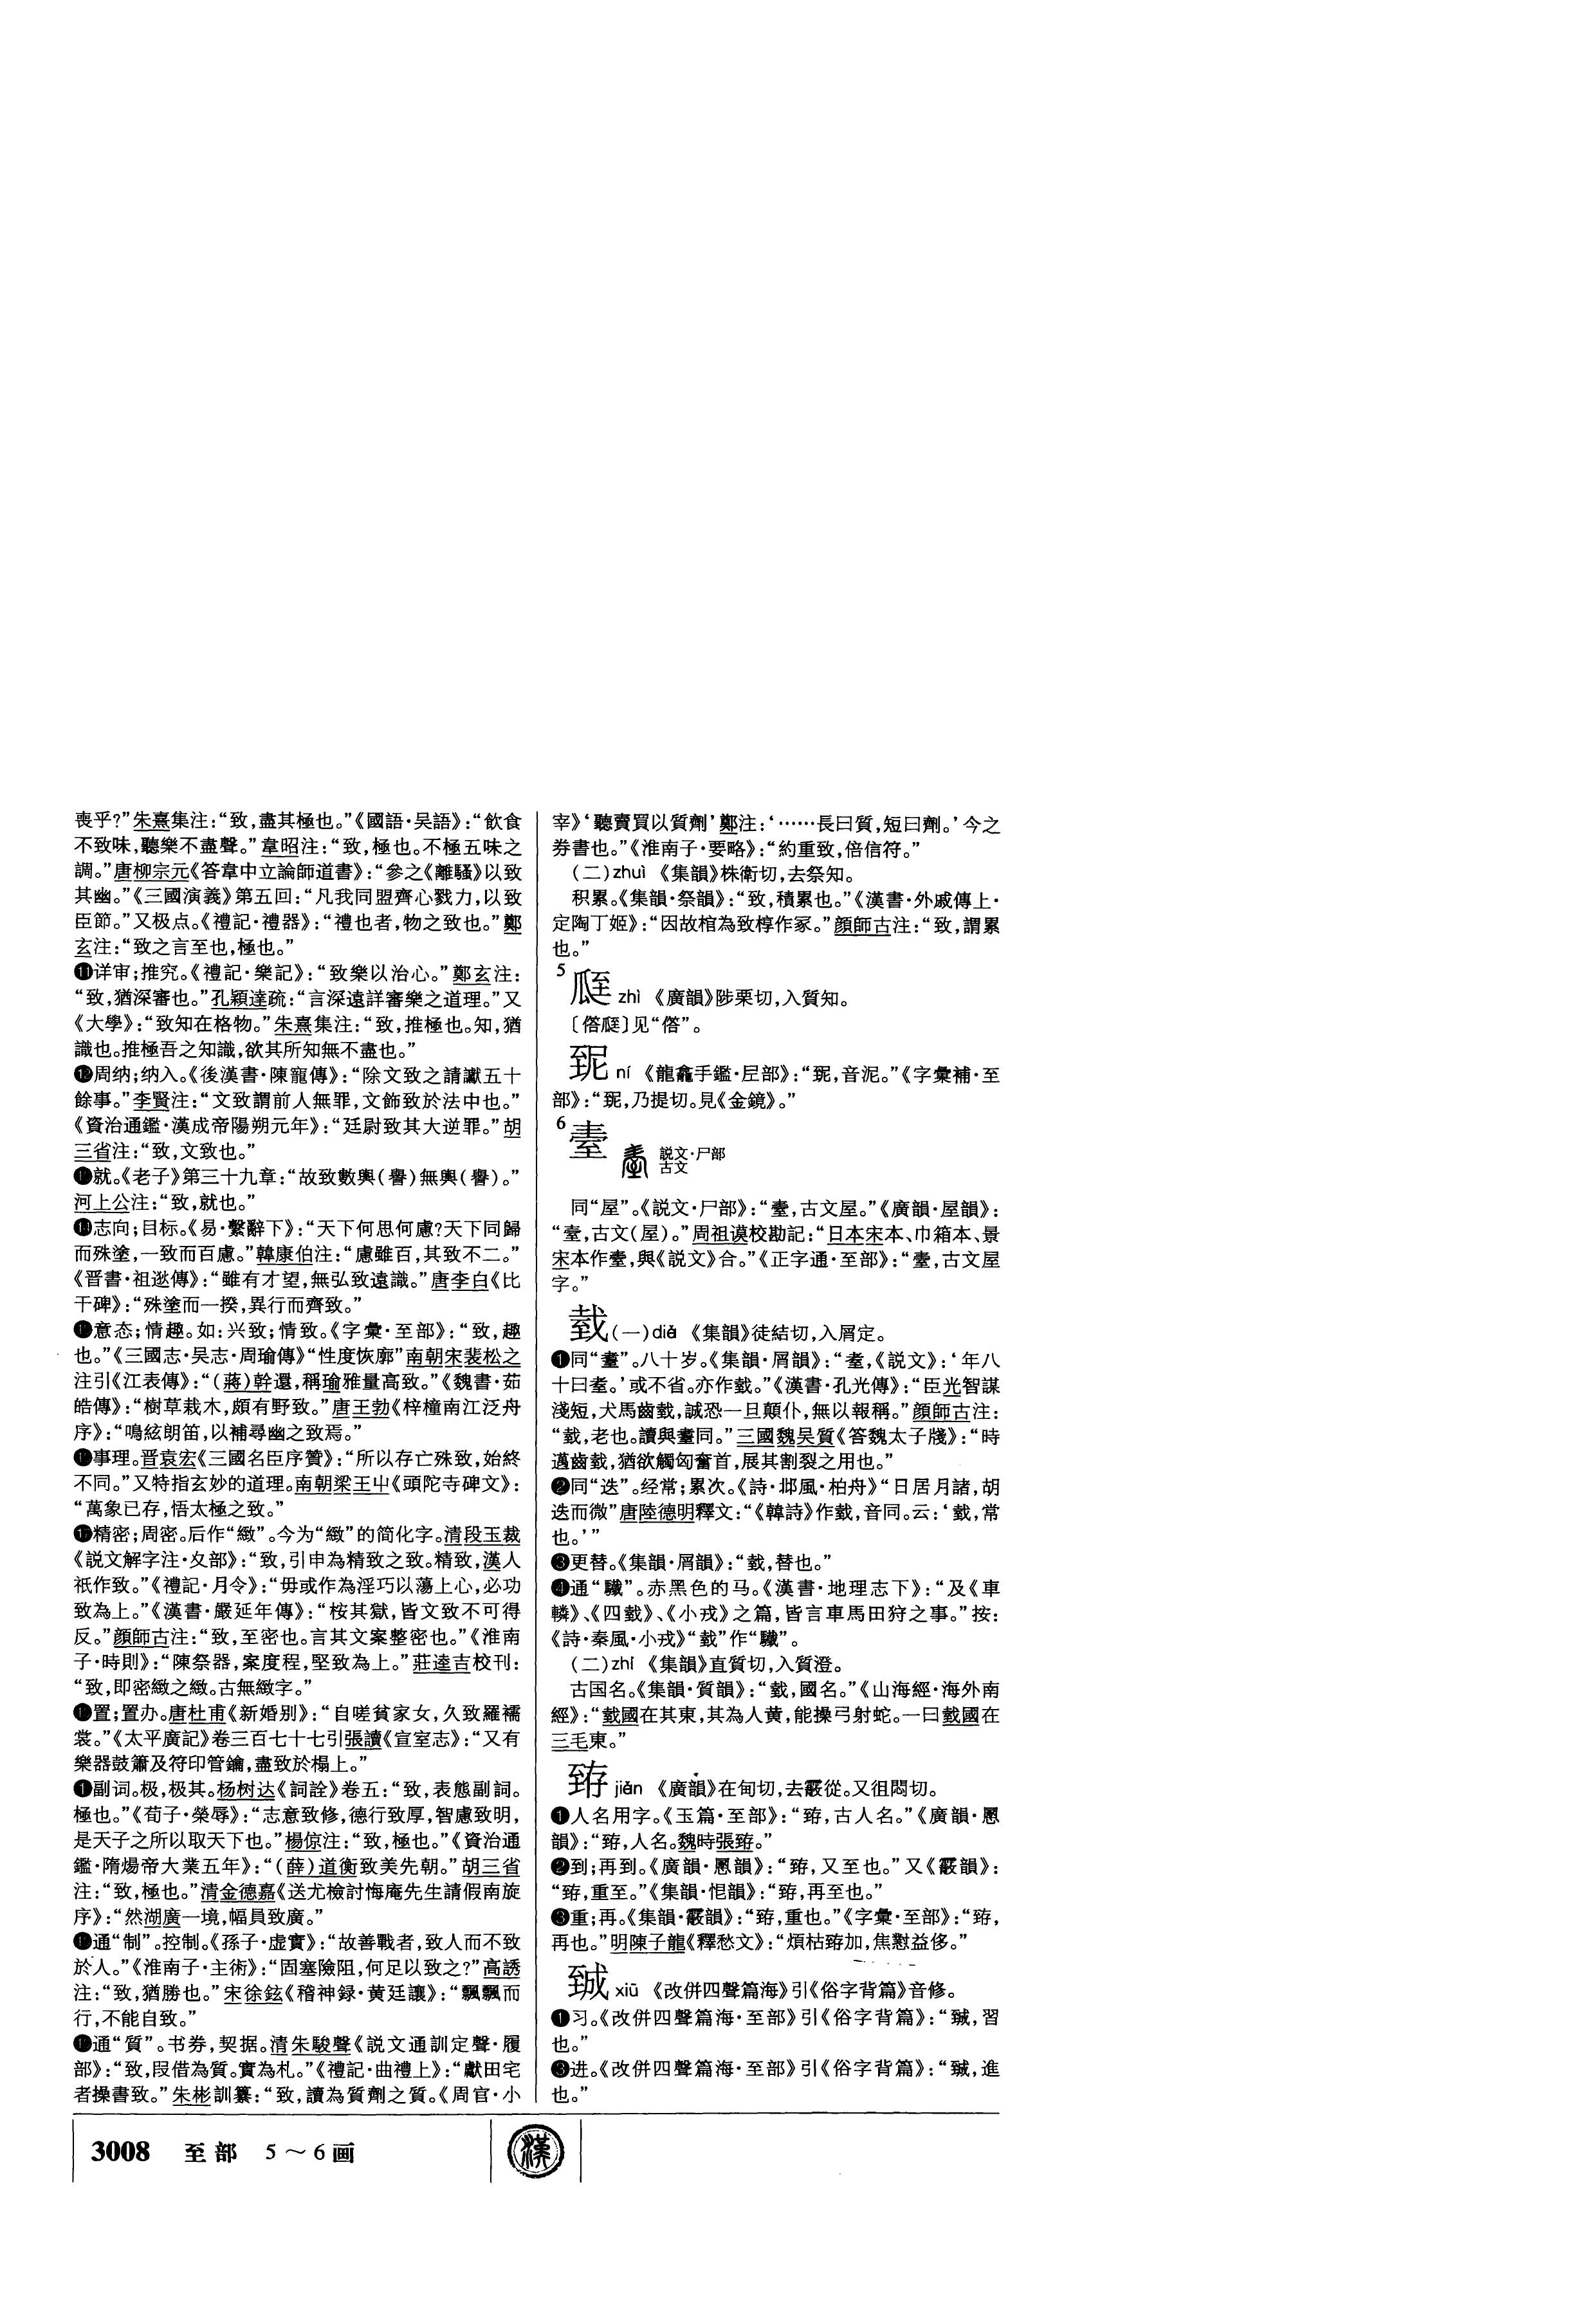 喪乎?”朱熹集注:“致,盡其極也。”《國語·吴語》:“飲食
不致味,聽樂不盡聲。”韋昭注:“致,極也。不極五味之
調。”唐柳宗元《答韋中立論師道書》:“參之《離騷》以致
其幽。”《三國演義》第五回:“凡我同盟齊心戮力,以致
臣節。”又极点。《禮記·禮器》:“禮也者,物之致也。”鄭
玄注:“致之言至也,極也。”
⓫详审;推究。《禮記·樂記》:“致樂以治心。”鄭玄注:
“致,猶深審也。”孔穎達疏:“言深遠詳審樂之道理。”又
《大學》:“致知在格物。”朱熹集注:“致,推極也。知,猶
識也。推極吾之知識,欲其所知無不盡也。”
⓬周纳;纳入。《後漢書·陳寵傳》:“除文致之請讞五十
餘事。”李賢注:“文致謂前人無罪,文飾致於法中也。”
《資治通鑑·漢成帝陽朔元年》:“廷尉致其大逆罪。”胡
三省注:“致,文致也。”
就。《老子》第三十九章:“故致數輿(譽)無輿(譽)。”
河上公注:“致,就也。”
⓮志向;目标。《易·繫辭下》:“天下何思何慮?天下同歸
而殊塗,一致而百慮。”韓康伯注:“慮雖百,其致不二。”
《晋書·祖逖傳》:“雖有才望,無弘致遠識。”唐李白《比
干碑》:“殊塗而一揆,異行而齊致。”
意态;情趣。如:兴致;情致。《字彙·至部》:“致,趣
也。”《三國志·吴志·周瑜傳》“性度恢廓”南朝宋裴松之
注引《江表傳》:“(蔣)幹還,稱瑜雅量高致。”《魏書·茹
皓傳》:“樹草栽木,頗有野致。”唐王勃《梓橦南江泛舟
序》:“鳴絃朗笛,以補尋幽之致焉。”
事理。晋袁宏《三國名臣序贊》:“所以存亡殊致,始終
不同。”又特指玄妙的道理。南朝梁王屮《頭陀寺碑文》:
“萬象已存,悟太極之致。”
精密;周密。后作“緻”。今为“緻”的简化字。清段玉裁
《説文解字注·夊部》:“致,引申為精致之致。精致,漢人
衹作致。”《禮記·月令》:“毋或作為淫巧以蕩上心,必功
致為上。”《漢書·嚴延年傳》:“桉其獄,皆文致不可得
反。”顔師古注:“致,至密也。言其文案整密也。”《淮南
子·時則》:“陳祭器,案度程,堅致為上。”莊逵吉校刊:
“致,即密緻之緻。古無緻字。”
置;置办。唐杜甫《新婚别》:“自嗟貧家女,久致羅襦
裳。”《太平廣記》卷三百七十七引張讀《宣室志》:“又有
樂器鼓簫及符印管鑰,盡致於榻上。”
副词。极,极其。杨树达《詞詮》卷五:“致,表態副詞。
極也。”《荀子·榮辱》:“志意致修,德行致厚,智慮致明,
是天子之所以取天下也。”楊倞注:“致,極也。”《資治通
鑑·隋煬帝大業五年》:“(薛)道衡致美先朝。”胡三省
注:“致,極也。”清金德嘉《送尤檢討悔庵先生請假南旋
序》:“然湖廣一境,幅員致廣。”
通“制”。控制。《孫子·虚實》:“故善戰者,致人而不致
於人。”《淮南子·主術》:“固塞險阻,何足以致之?”高誘
注:“致,猶勝也。”宋徐鉉《稽神録·黄廷讓》:“飄飄而
行,不能自致。”
通“質”。书券,契据。清朱駿聲《説文通訓定聲·履
部》:“致,叚借為質。實為札。”《禮記·曲禮上》:“獻田宅
者操書致。”朱彬訓纂:“致,讀為質劑之質。《周官·小
宰》‘聽賣買以質劑’鄭注:‘……長曰質,短曰劑。’今之
券書也。”《淮南子·要略》:“約重致,倍信符。”
(二)zhuì 《集韻》株衛切,去祭知。
积累。《集韻·祭韻》:“致,積累也。”《漢書·外戚傳上·
定陶丁姬》:“因故棺為致椁作冢。”顔師古注:“致,謂累
也。”
5
zhì 《廣韻》陟栗切,入質知。
见
ní 《龍龕手鑑·𦤳部》:“𦤵,音泥。”《字彙補·至
部》:“𦤵,乃提切。見《金鏡》。”
6
𡌀 説文·尸部
古文
同“屋”。《説文·尸部》:“𦤶,古文屋。”《廣韻·屋韻》:
“𦤶,古文(屋)。”周祖谟校勘記:“日本宋本、巾箱本、景
宋本作𦤶,與《説文》合。”《正字通·至部》:“𦤶,古文屋
字。”
臷(一)dié 《集韻》徒結切,入屑定。
❶同“耋”。八十岁。《集韻·屑韻》:“耊,《説文》:‘年八
十曰耊。’或不省。亦作臷。”《漢書·孔光傳》:“臣光智謀
淺短,犬馬齒臷,誠恐一旦顛仆,無以報稱。”顔師古注:
“臷,老也。讀與耋同。”三國魏吴質《答魏太子牋》:“時
邁齒臷,猶欲觸匈奮首,展其割裂之用也。”
❷同“迭”。经常;累次。《詩·邶風·柏舟》“日居月諸,胡
迭而微”唐陸德明釋文:“《韓詩》作臷,音同。云:‘臷,常
也。’”
❸更替。《集韻·屑韻》:“臷,替也。”
❹通“驖”。赤黑色的马。《漢書·地理志下》:“及《車
轔》、《四臷》、《小戎》之篇,皆言車馬田狩之事。”按:
《詩·秦風·小戎》“臷”作“驖”。
(二)zhí 《集韻》直質切,入質澄。
古国名。《集韻·質韻》:“臷,國名。”《山海經·海外南
經》:“臷國在其東,其為人黄,能操弓射蛇。一曰臷國在
三毛東。”
臶 jiàn 《廣韻》在甸切,去霰從。又徂悶切。
❶人名用字。《玉篇·至部》:“臶,古人名。”《廣韻·慁
韻》:“臶,人名。魏時張臶。”
❷到;再到。《廣韻·慁韻》:“臶,又至也。”又《霰韻》:
“臶,重至。”《集韻·恨韻》:“臶,再至也。”
❸重;再。《集韻·霰韻》:“臶,重也。”《字彙·至部》:“臶,
再也。”明陳子龍《釋愁文》:“煩枯臶加,焦懟益侈。”
xiū 《改併四聲篇海》引《俗字背篇》音修。
❶习。《改併四聲篇海·至部》引《俗字背篇》:“,習
也。”
❸进。《改併四聲篇海·至部》引《俗字背篇》:“,進
也。”
3008 至部 5～6画
漢